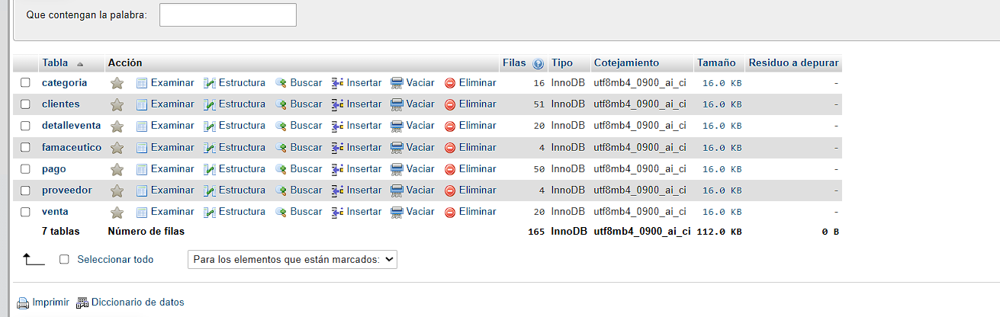 Que contengan la palabra:
Tabla Acción Filas Tipo Cotejamiento Tamaño Residuo a depurar
categoria Examinar Estructura Buscar Insertar Vaciar Eliminar 16 InnoDB utf8mb4_0900_ai_ci 16.0 KB -
clientes Examinar Estructura Buscar Insertar Vaciar Eliminar 51 InnoDB utf8mb4_0900_ai_ci 16.0 KB -
detalleventa Examinar Estructura Buscar Insertar Vaciar Eliminar 20 InnoDB utf8mb4_0900_ai_ci 16.0 KB -
famaceutico Examinar Estructura Buscar Insertar Vaciar Eliminar 4 InnoDB utf8mb4_0900_ai_ci 16.0 KB -
pago Examinar Estructura Buscar Insertar Vaciar Eliminar 50 InnoDB utf8mb4_0900_ai_ci 16.0 KB -
proveedor Examinar Estructura Buscar Insertar Vaciar Eliminar 4 InnoDB utf8mb4_0900_ai_ci 16.0 KB -
venta Examinar Estructura Buscar Insertar Vaciar Eliminar 20 InnoDB utf8mb4_0900_ai_ci 16.0 KB -
7 tablas Número de filas 165 InnoDB utf8mb4_0900_ai_ci 112.0 KB 0 B
Seleccionar todo Para los elementos que están marcados:
Imprimir Diccionario de datos